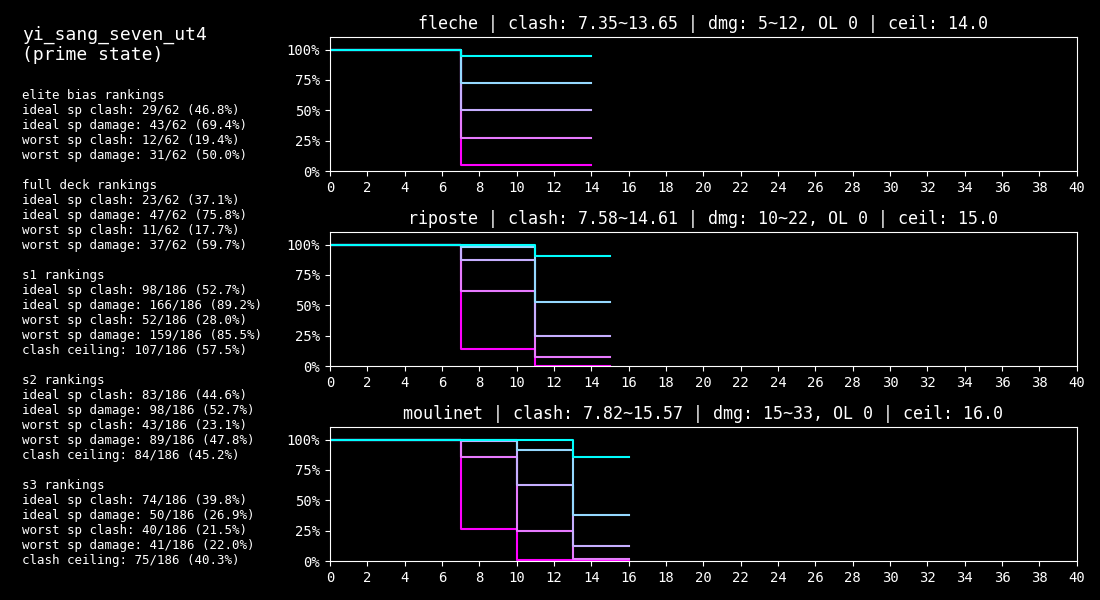 yi_sang_seven_ut4
(prime state)
elite bias rankings
ideal sp clash: 29/62 (46.8%)
ideal sp damage: 43/62 (69.4%)
worst sp clash: 12/62 (19.4%)
worst sp damage: 31/62 (50.0%)
full deck rankings
ideal sp clash: 23/62 (37.1%)
ideal sp damage: 47/62 (75.8%)
worst sp clash: 11/62 (17.7%)
worst sp damage: 37/62 (59.7%)
s1 rankings
ideal sp clash: 98/186 (52.7%)
ideal sp damage: 166/186 (89.2%)
worst sp clash: 52/186 (28.0%)
worst sp damage: 159/186 (85.5%)
clash ceiling: 107/186 (57.5%)
s2 rankings
ideal sp clash: 83/186 (44.6%)
ideal sp damage: 98/186 (52.7%)
worst sp clash: 43/186 (23.1%)
worst sp damage: 89/186 (47.8%)
clash ceiling: 84/186 (45.2%)
s3 rankings
ideal sp clash: 74/186 (39.8%)
ideal sp damage: 50/186 (26.9%)
worst sp clash: 40/186 (21.5%)
worst sp damage: 41/186 (22.0%)
clash ceiling: 75/186 (40.3%)
fleche | clash: 7.35~13.65 | dmg: 5~12, OL 0 | ceil: 14.0
100%
75%
50%
25%
0%
0 2 4 6 8 10 12 14 16 18 20 22 24 26 28 30 32 34 36 38 40
riposte | clash: 7.58~14.61 | dmg: 10~22, OL 0 | ceil: 15.0
100%
75%
50%
25%
0%
0 2 4 6 8 10 12 14 16 18 20 22 24 26 28 30 32 34 36 38 40
moulinet | clash: 7.82~15.57 | dmg: 15~33, OL 0 | ceil: 16.0
100%
75%
50%
25%
0%
0 2 4 6 8 10 12 14 16 18 20 22 24 26 28 30 32 34 36 38 40